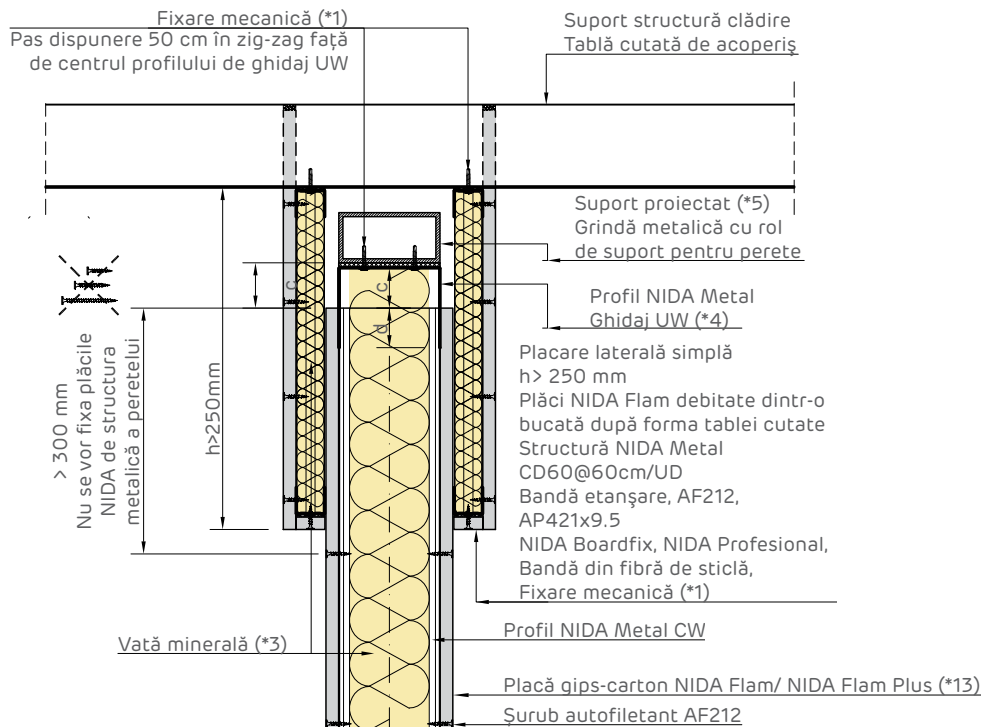 Fixare mecanică (*1)
Pas dispunere 50 cm în zig-zag față
de centrul profilului de ghidaj UW
Suport structură clădire
Tablă cutată de acoperiș
Suport proiectat (*5)
Grindă metalică cu rol
de suport pentru perete
Profil NIDA Metal
Ghidaj UW (*4)
c
c
d
> 300 mm
Nu se vor fixa plăcile
NIDA de structura
metalică a peretelui
h>250mm
Placare laterală simplă
h> 250 mm
Plăci NIDA Flam debitate dintr-o
bucată după forma tablei cutate
Structură NIDA Metal
CD60@60cm/UD
Bandă etanșare, AF212,
AP421x9.5
NIDA Boardfix, NIDA Profesional,
Bandă din fibră de sticlă,
Fixare mecanică (*1)
Profil NIDA Metal CW
Vată minerală (*3)
Placă gips-carton NIDA Flam/ NIDA Flam Plus (*13)
Șurub autofiletant AF212